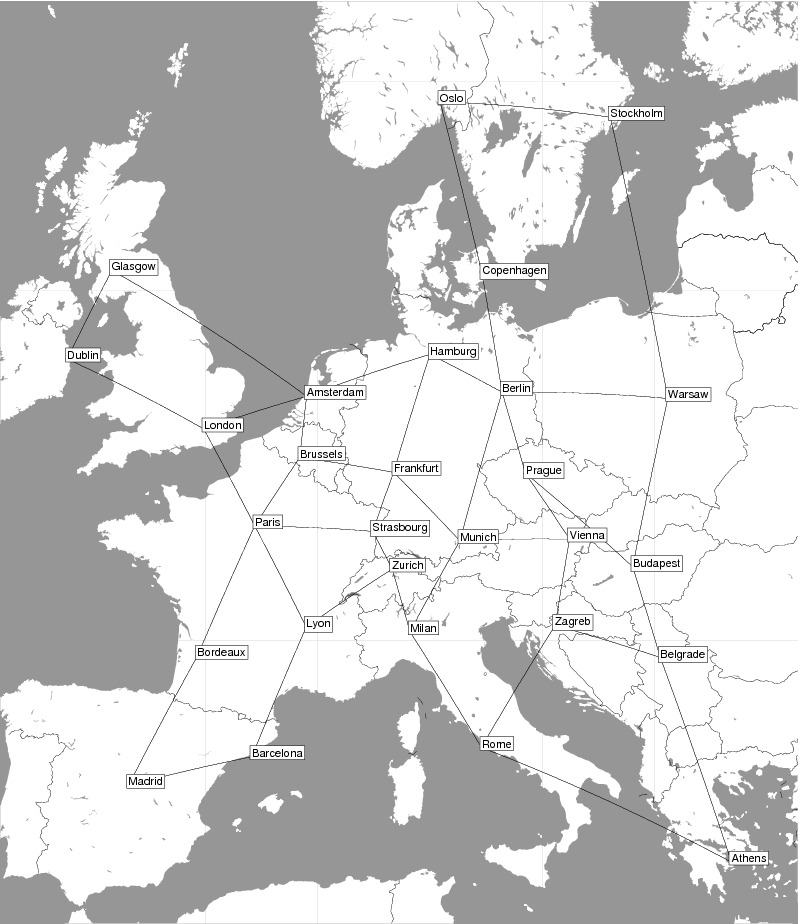 Oslo
Stockholm
Glasgow
Copenhagen
Dublin
Hamburg
Amsterdam
Berlin
Warsaw
London
Brussels
Frankfurt
Prague
Paris
Strasbourg
Munich
Vienna
Zurich
Budapest
Lyon
Milan
Zagreb
Bordeaux
Belgrade
Rome
Barcelona
Madrid
Athens